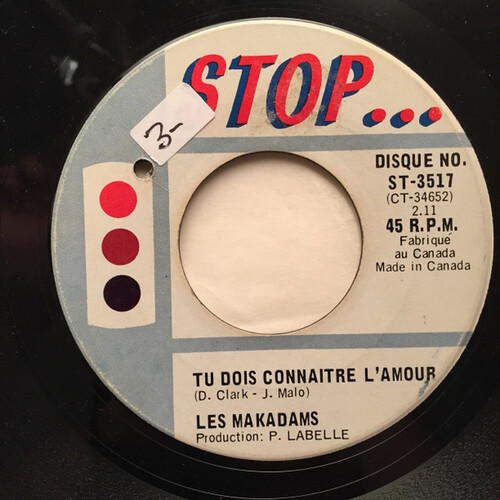 STOP...
3-
DISQUE NO.
ST-3517
(CT-34652)
2.11
45 R.P.M.
Fabriqué
au Canada
Made in Canada
TU DOIS CONNAITRE L'AMOUR
(D. Clark - J. Malo)
LES MAKADAMS
Production: P. LABELLE